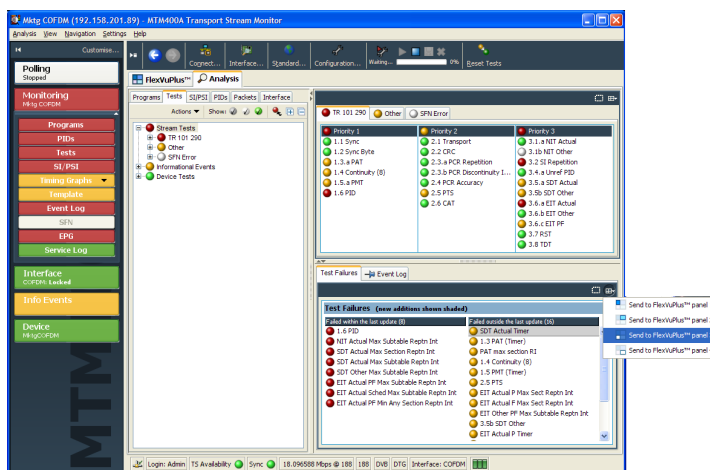 Mktg COFDM (192.158.201.89) - MTM400A Transport Stream Monitor
Analysis View Navigation Settings Help
Customise...
Connect... Interface... Standard... Configuration... Waiting... 0% Reset Tests
Polling
Stopped
FlexVuPlus™ Analysis
Monitoring
Mktg COFDM
Programs
PIDs
Tests
SI/PSI
Timing Graphs
Template
Event Log
SFN
EPG
Service Log
Interface
COFDM: Locked
Info Events
Device
MktgCOFDM
MTM
Programs Tests SI/PSI PIDs Packets Interface
Actions Show:
Stream Tests
TR 101 290
Other
SFN Error
Informational Events
Device Tests
TR 101 290 Other SFN Error
Priority 1
1.1 Sync
1.2 Sync Byte
1.3.a PAT
1.4 Continuity (8)
1.5.a PMT
1.6 PID
Priority 2
2.1 Transport
2.2 CRC
2.3.a PCR Repetition
2.3.b PCR Discontinuity I...
2.4 PCR Accuracy
2.5 PTS
2.6 CAT
Priority 3
3.1.a NIT Actual
3.1b NIT Other
3.2 SI Repetition
3.4.a Unref PID
3.5.a SDT Actual
3.5b SDT Other
3.6.a EIT Actual
3.6.b EIT Other
3.6.c EIT PF
3.7 RST
3.8 TDT
Test Failures Event Log
Test Failures (new additions shown shaded)
Failed within the last update (8)
1.6 PID
NIT Actual Max Subtable Reptn Int
SDT Actual Max Section Reptn Int
SDT Actual Max Subtable Reptn Int
SDT Other Max Subtable Reptn Int
EIT Actual PF Max Subtable Reptn Int
EIT Actual Sched Max Subtable Reptn Int
EIT Actual PF Min Any Section Reptn Int
Failed outside the last update (16)
SDT Actual Timer
1.3 PAT (Timer)
PAT max section RI
1.4 Continuity (8)
1.5 PMT (Timer)
2.5 PTS
EIT Actual P Max Sect Reptn Int
EIT Actual F Max Sect Reptn Int
EIT Other PF Max Subtable Reptn Int
3.5b SDT Other
EIT Actual P Timer
Send to FlexVuPlus™ panel
Send to FlexVuPlus™ panel
Send to FlexVuPlus™ panel
Send to FlexVuPlus™ panel
Login: Admin TS Availability Sync 18.096588 Mbps @ 188 188 DVB DTG Interface: COFDM